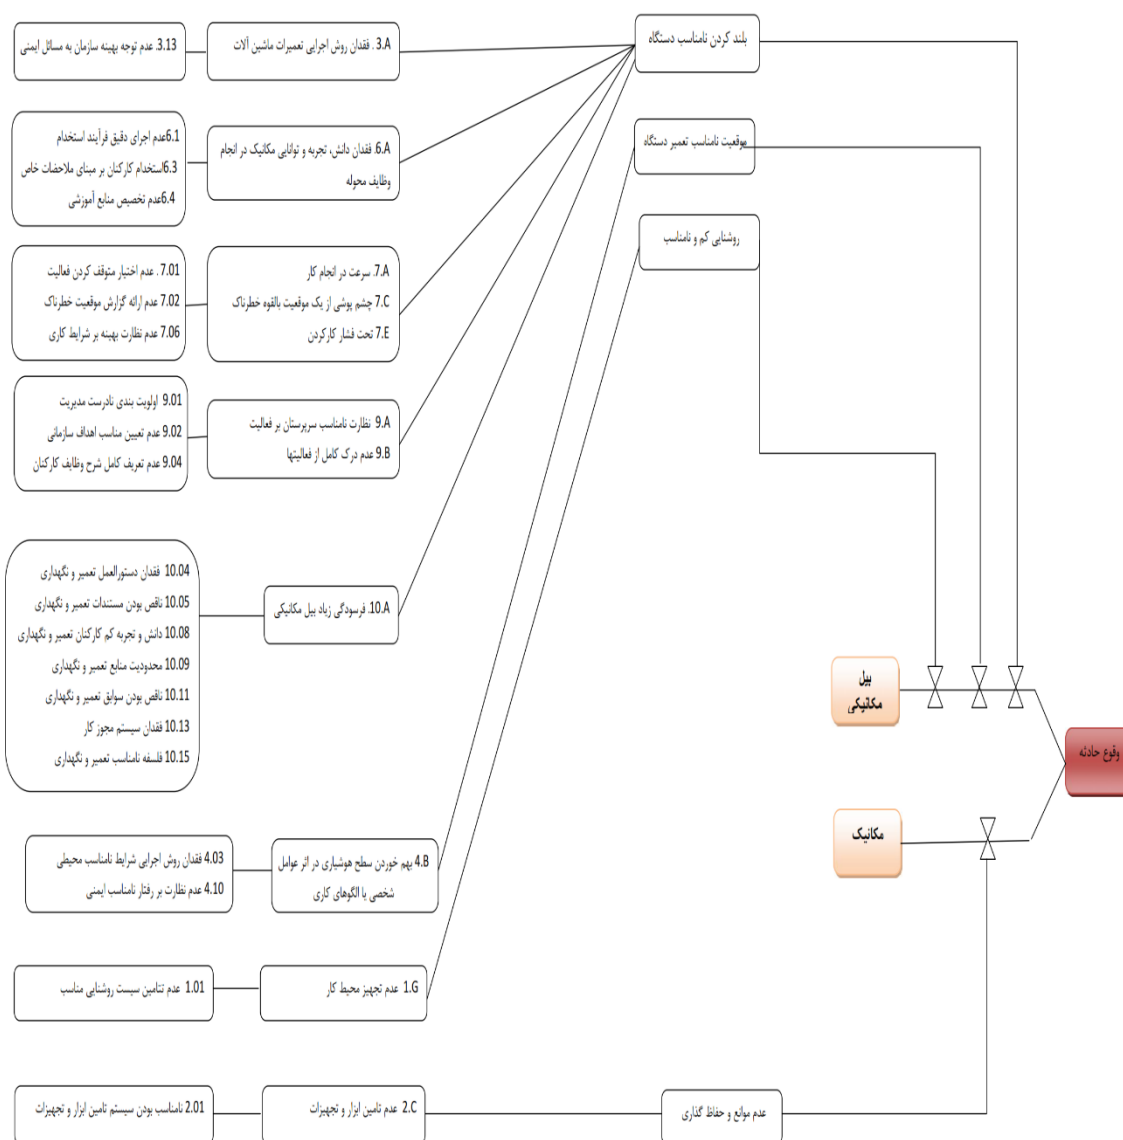 بلند کردن نامناسب دستگاه
3.A . فقدان روش اجرایی تعمیرات ماشین آلات
3.13. عدم توجه بهینه سازمان به مسائل ایمنی
موقعیت نامناسب تعمیر دستگاه
6.A. فقدان دانش، تجربه و توانایی مکانیک در انجام
وظایف محوله
6.1عدم اجرای دقیق فرآیند استخدام
6.3استخدام کارکنان بر مبنای ملاحضات خاص
6.4عدم تخصیص منابع آموزشی
روشنایی کم و نامناسب
7.A. سرعت در انجام کار
7.C چشم پوشی از یک موقعیت بالقوه خطرناک
7.E تحت فشار کارکردن
7.01 . عدم اختیار متوقف کردن فعالیت
7.02 عدم ارائه گزارش موقعیت خطرناک
7.06 عدم نظارت بهینه بر شرایط کاری
9.A نظارت نامناسب سرپرستان بر فعالیت
9.B عدم درک کامل از فعالیتها
9.01 اولویت بندی نادرست مدیریت
9.02 عدم تعیین مناسب اهداف سازمانی
9.04 عدم تعریف کامل شرح وظایف کارکنان
10.A. فرسودگی زیاد بیل مکانیکی
10.04 فقدان دستورالعمل تعمیر و نگهداری
10.05 ناقص بودن مستندات تعمیر و نگهداری
10.08 دانش و تجربه کم کارکنان تعمیر و نگهداری
10.09 محدودیت منابع تعمیر و نگهداری
10.11 ناقص بودن سوابق تعمیر و نگهداری
10.13 فقدان سیستم مجوز کار
10.15 فلسفه نامناسب تعمیر و نگهداری
بیل
مکانیکی
وقوع حادثه
مکانیک
4.B بهم خوردن سطح هوشیاری در اثر عوامل
شخصی یا الگوهای کاری
4.03 فقدان روش اجرایی شرایط نامناسب محیطی
4.10 عدم نظارت بر رفتار نامناسب ایمنی
1.G عدم تجهیز محیط کار
1.01 عدم تتامین سیست روشنایی مناسب
عدم موانع و حفاظ گذاری
2.C عدم تامین ابزار و تجهیزات
2.01 نامناسب بودن سیستم تامین ابزار و تجهیزات